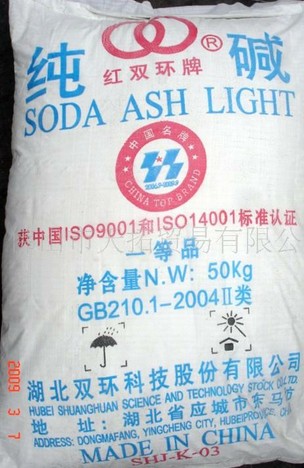 纯 碱
®
红双环牌
SODA ASH LIGHT
中国名牌
CHINA TOP BRAND
获中国ISO9001和ISO14001标准认证
一等品
净含量N.W: 50Kg
GB210.1-2004Ⅱ类
湖北双环科技股份有限公司
HUBEI SHUANGHUAN SCIENCE AND TECHNOLOGY STOCK CO.LTD
地 址: 湖北省应城市东马坊
ADDRESS: DONGMAFANG, YINGCHENG CITY, HUBEIPROVINCE, CHINA
MADE IN CHINA
SHJ-K-03
2009 3 7